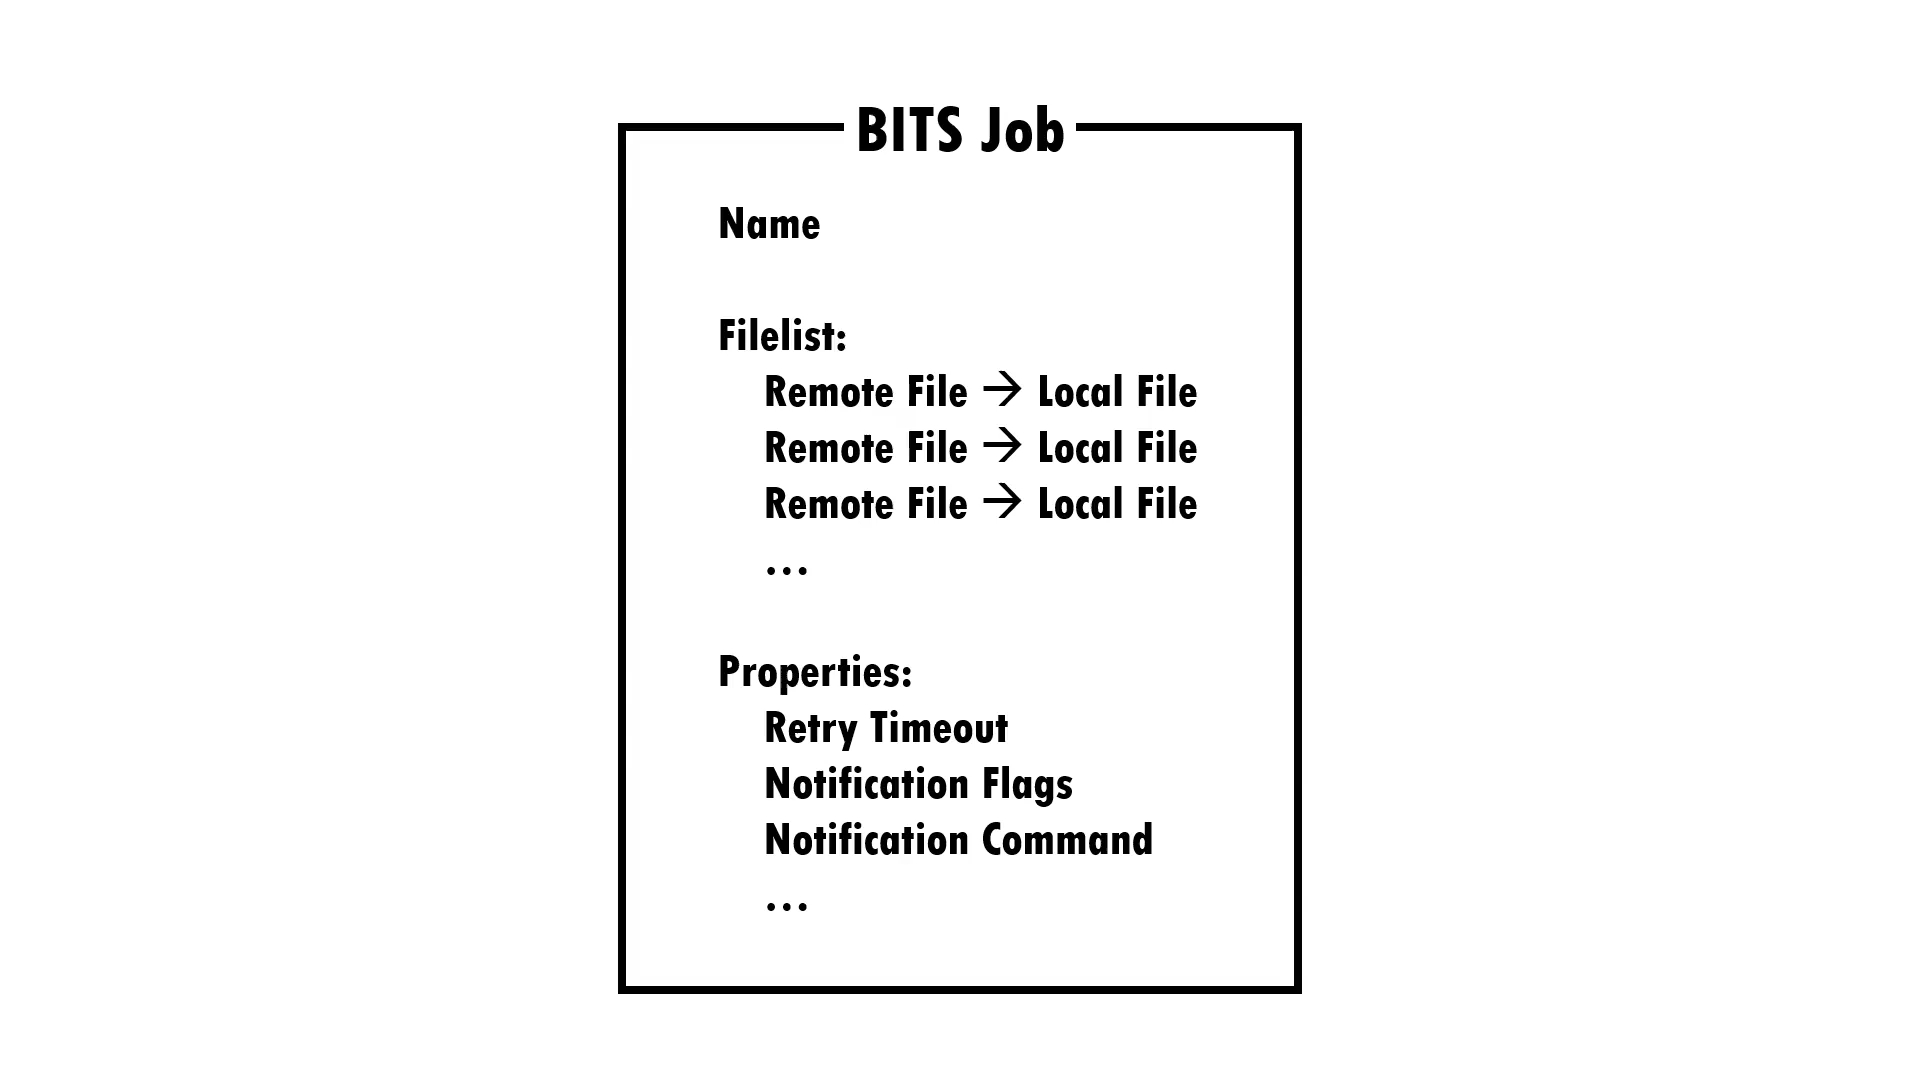 BITS Job
Name
Filelist:
Remote File → Local File
Remote File → Local File
Remote File → Local File
...
Properties:
Retry Timeout
Notification Flags
Notification Command
...